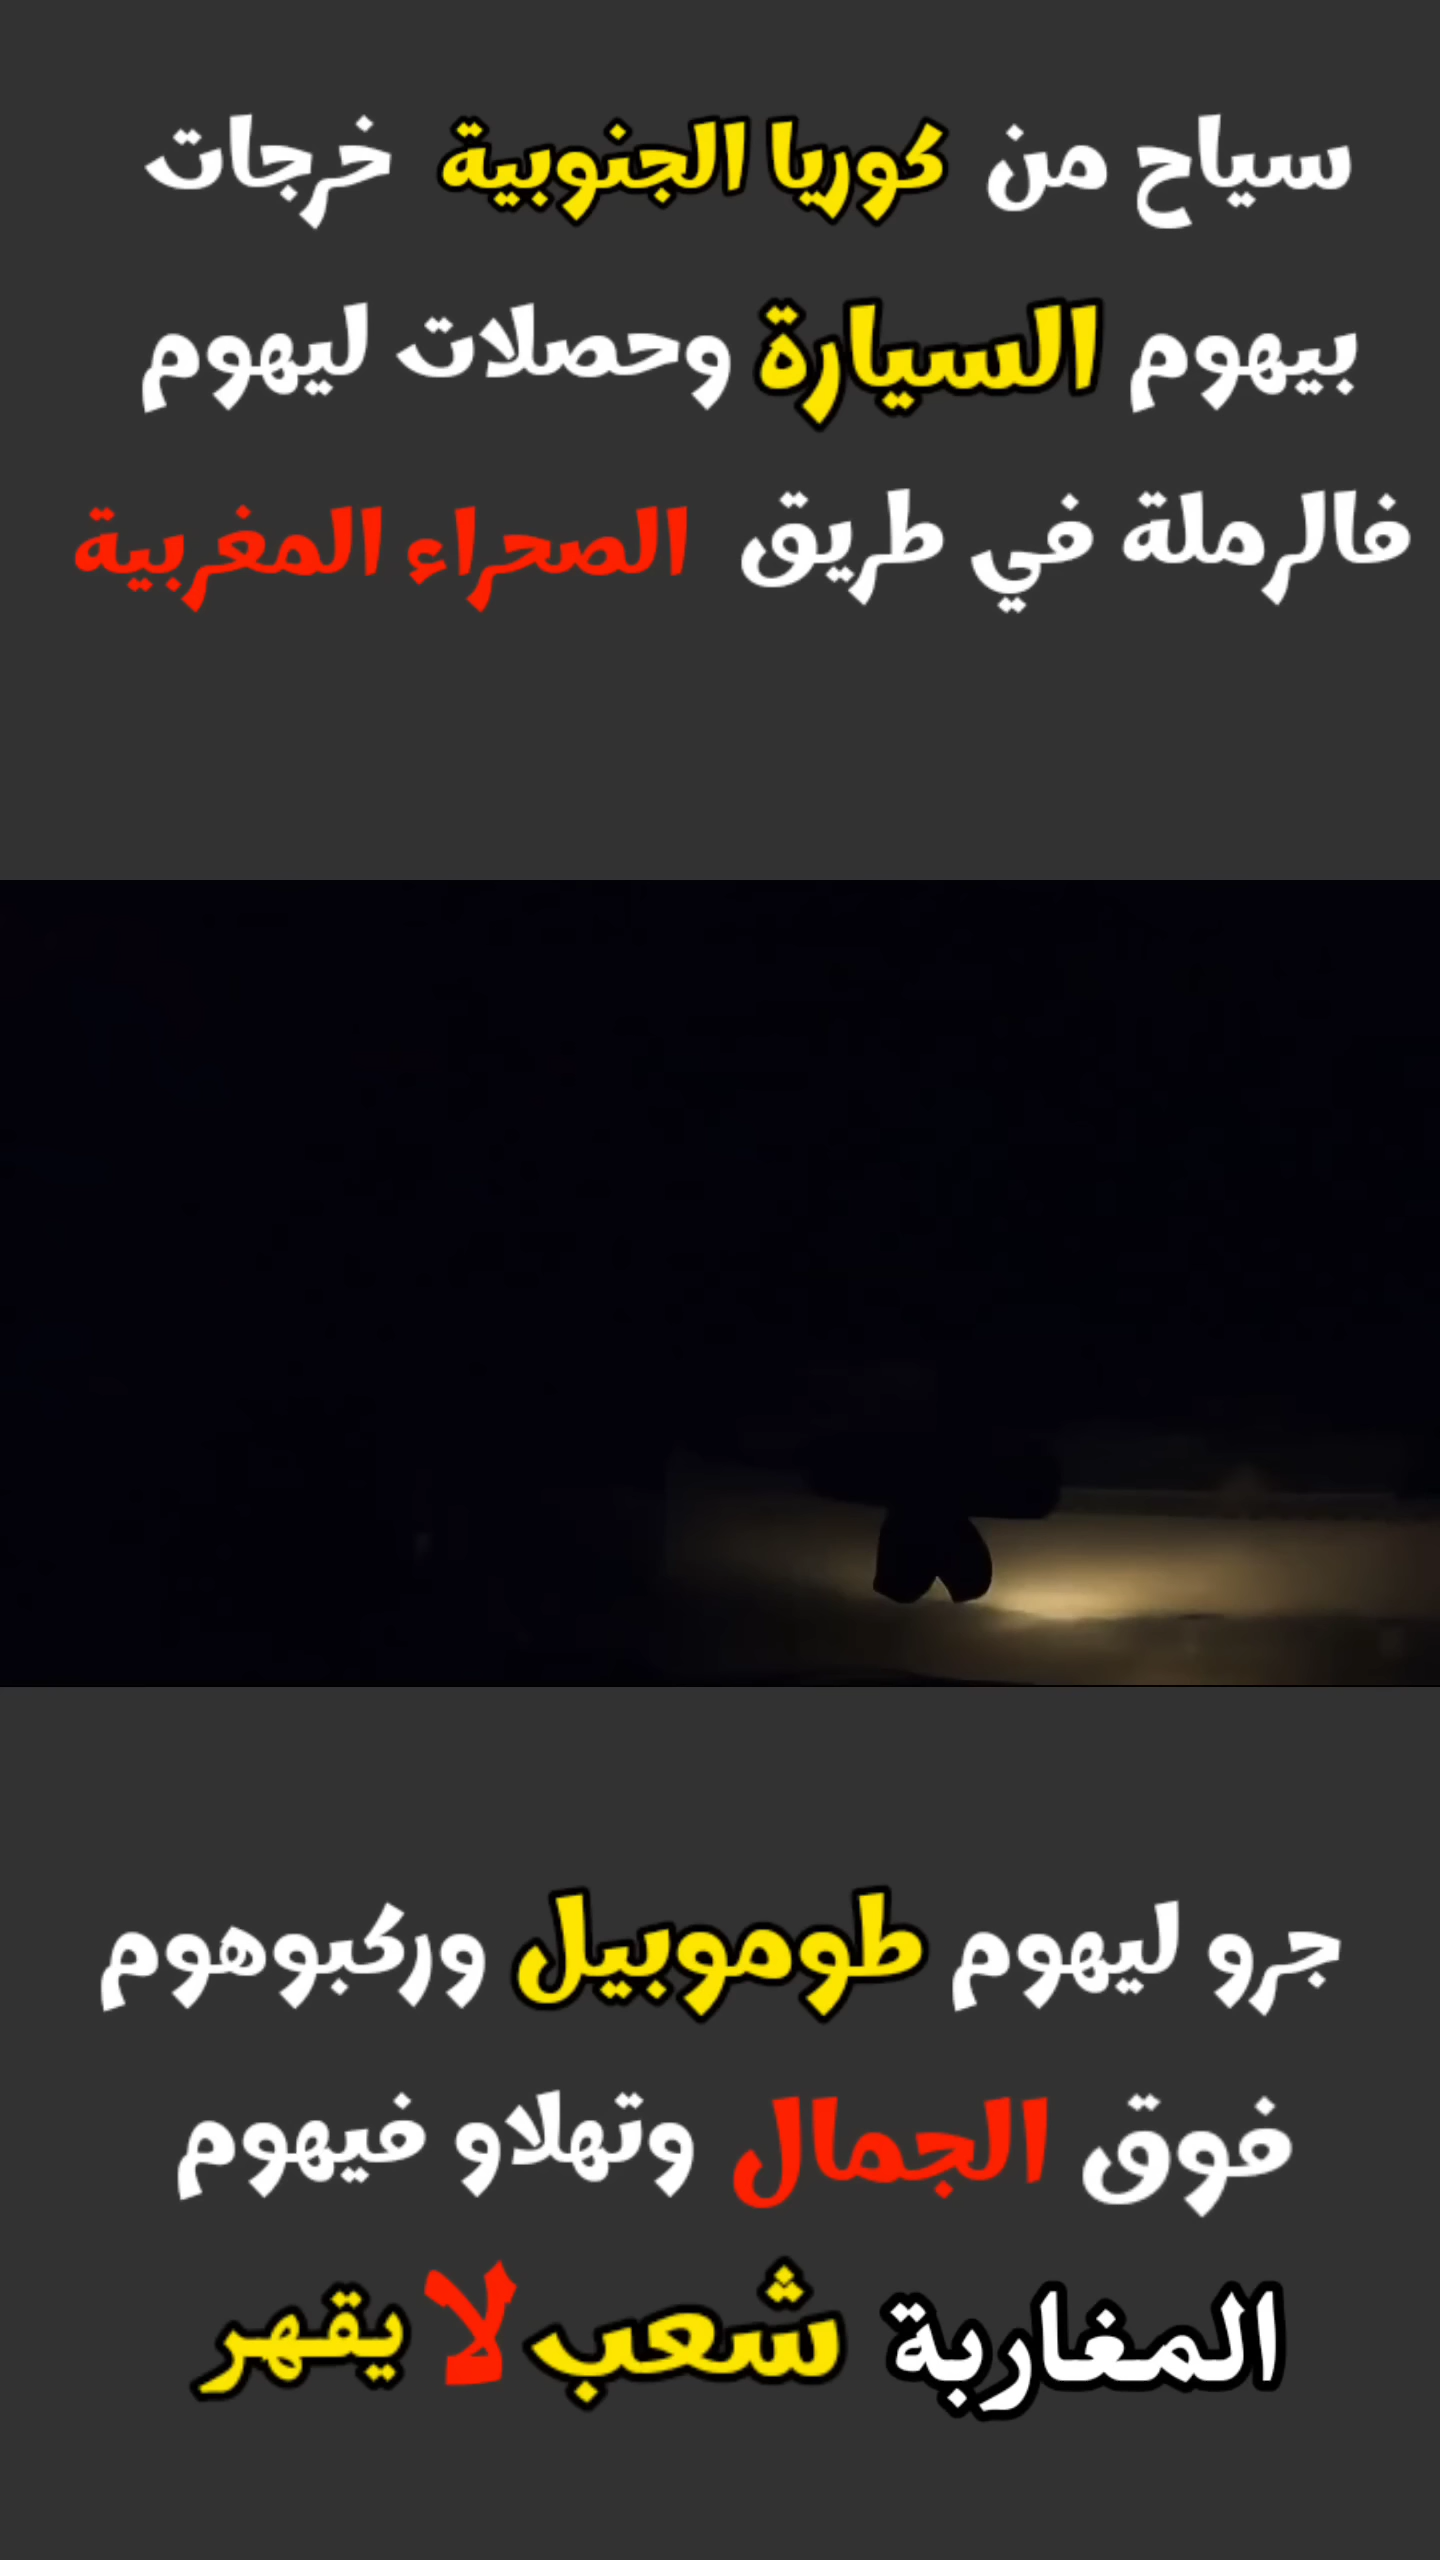 سياح من كوريا الجنوبية خرجات
بيهوم السيارة وحصلات ليهوم
فالرملة في طريق الصحراء المغربية
جرو ليهوم طوموبيل وركبوهوم
فوق الجمال وتهلاو فيهوم
المغاربة شعب لا يقهر